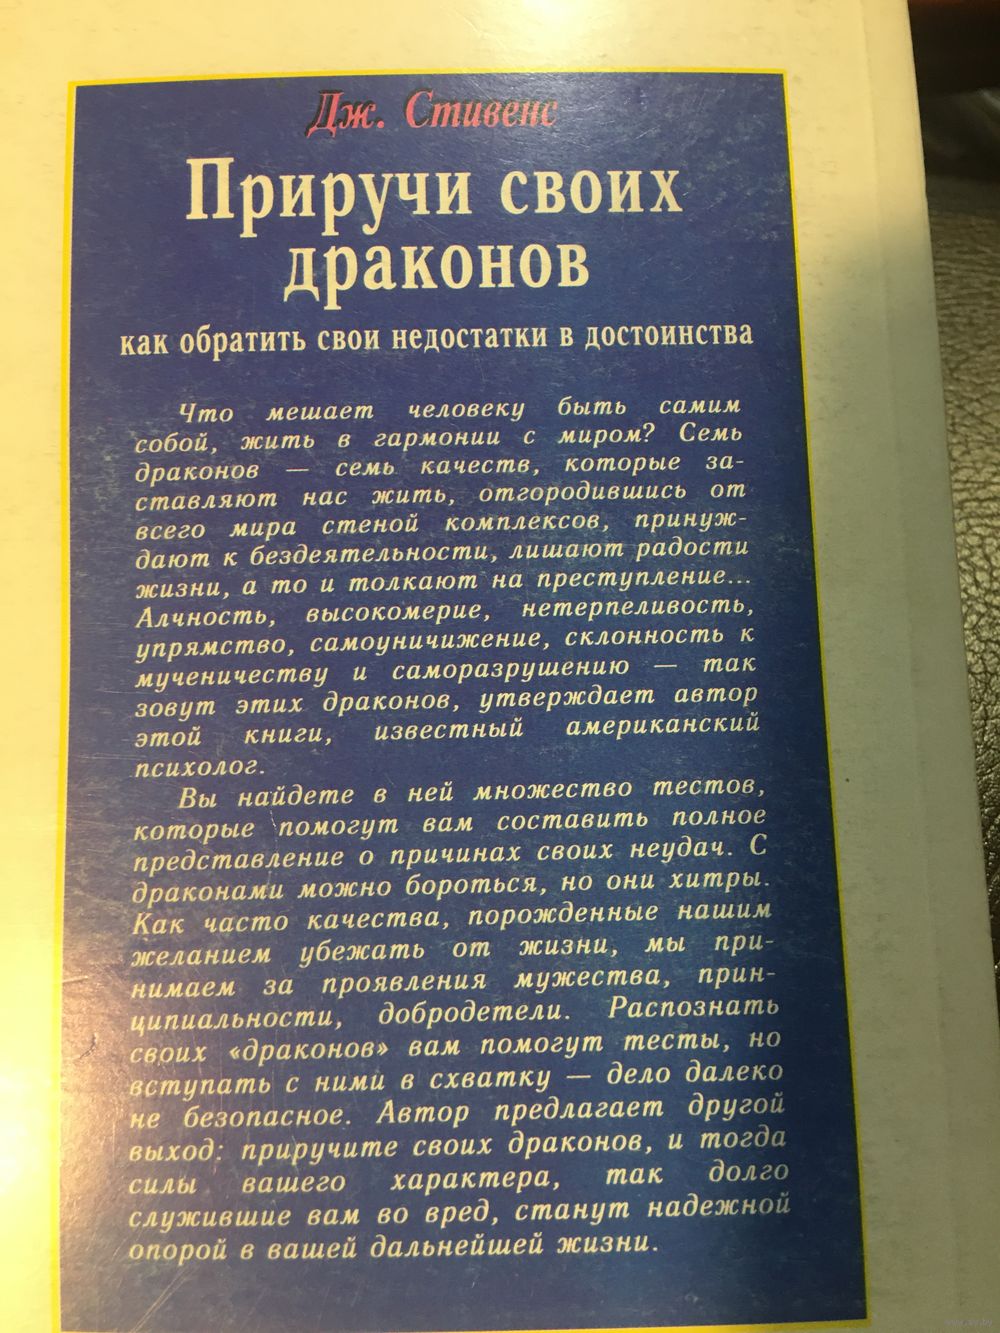 Дж. Стивенс
Приручи своих
драконов
как обратить свои недостатки в достоинства
Что мешает человеку быть самим
собой, жить в гармонии с миром? Семь
драконов — семь качеств, которые за-
ставляют нас жить, отгородившись от
всего мира стеной комплексов, принуж-
дают к бездеятельности, лишают радости
жизни, а то и толкают на преступление...
Алчность, высокомерие, нетерпеливость,
упрямство, самоуничижение, склонность к
мученичеству и саморазрушению — так
зовут этих драконов, утверждает автор
этой книги, известный американский
психолог.
Вы найдете в ней множество тестов,
которые помогут вам составить полное
представление о причинах своих неудач. С
драконами можно бороться, но они хитры.
Как часто качества, порожденные нашим
желанием убежать от жизни, мы при-
нимаем за проявления мужества, прин-
ципиальности, добродетели. Распознать
своих «драконов» вам помогут тесты, но
вступать с ними в схватку — дело далеко
не безопасное. Автор предлагает другой
выход: приручите своих драконов, и тогда
силы вашего характера, так долго
служившие вам во вред, станут надежной
опорой в вашей дальнейшей жизни.